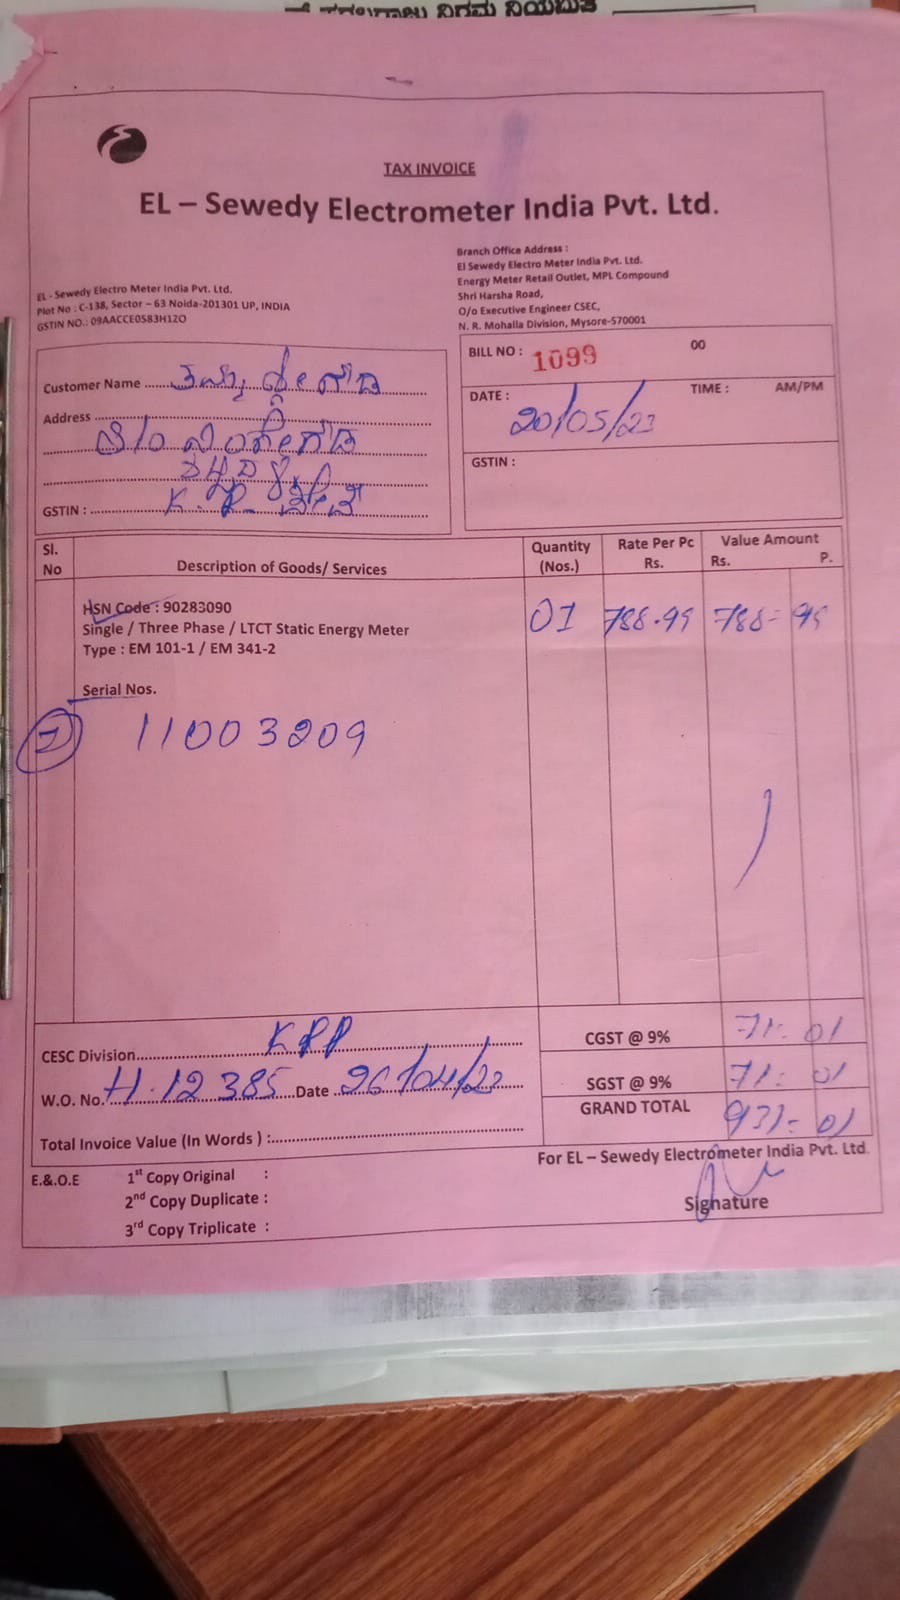 ನಿಗಮ ನಿಯಮಿತ
TAX INVOICE
EL – Sewedy Electrometer India Pvt. Ltd.
EL - Sewedy Electro Meter India Pvt. Ltd.
Plot No : C-138, Sector – 63 Noida-201301 UP, INDIA
GSTIN NO.: 09AACCE0583H1ZO
Branch Office Address :
El Sewedy Electro Meter India Pvt. Ltd.
Energy Meter Retail Outlet, MPL Compound
Shri Harsha Road,
O/o Executive Engineer CSEC,
N. R. Mohalla Division, Mysore-570001
Customer Name
Address
GSTIN : K. R.
BILL NO : 1099 00
DATE : 20/05/23 TIME : AM/PM
GSTIN :
Sl. No Description of Goods/ Services Quantity (Nos.) Rate Per Pc Rs. Value Amount Rs. P.
HSN Code : 90283090 01 788.99 788- 99
Single / Three Phase / LTCT Static Energy Meter
Type : EM 101-1 / EM 341-2
Serial Nos.
1 11003209
CESC Division KPP CGST @ 9% 71- 01
W.O. No. H.12385 Date 26/04/23 SGST @ 9% 71- 01
GRAND TOTAL 931- 01
Total Invoice Value (In Words ) :
For EL – Sewedy Electrometer India Pvt. Ltd.
E.&.O.E 1st Copy Original :
2nd Copy Duplicate :
3rd Copy Triplicate :
Signature